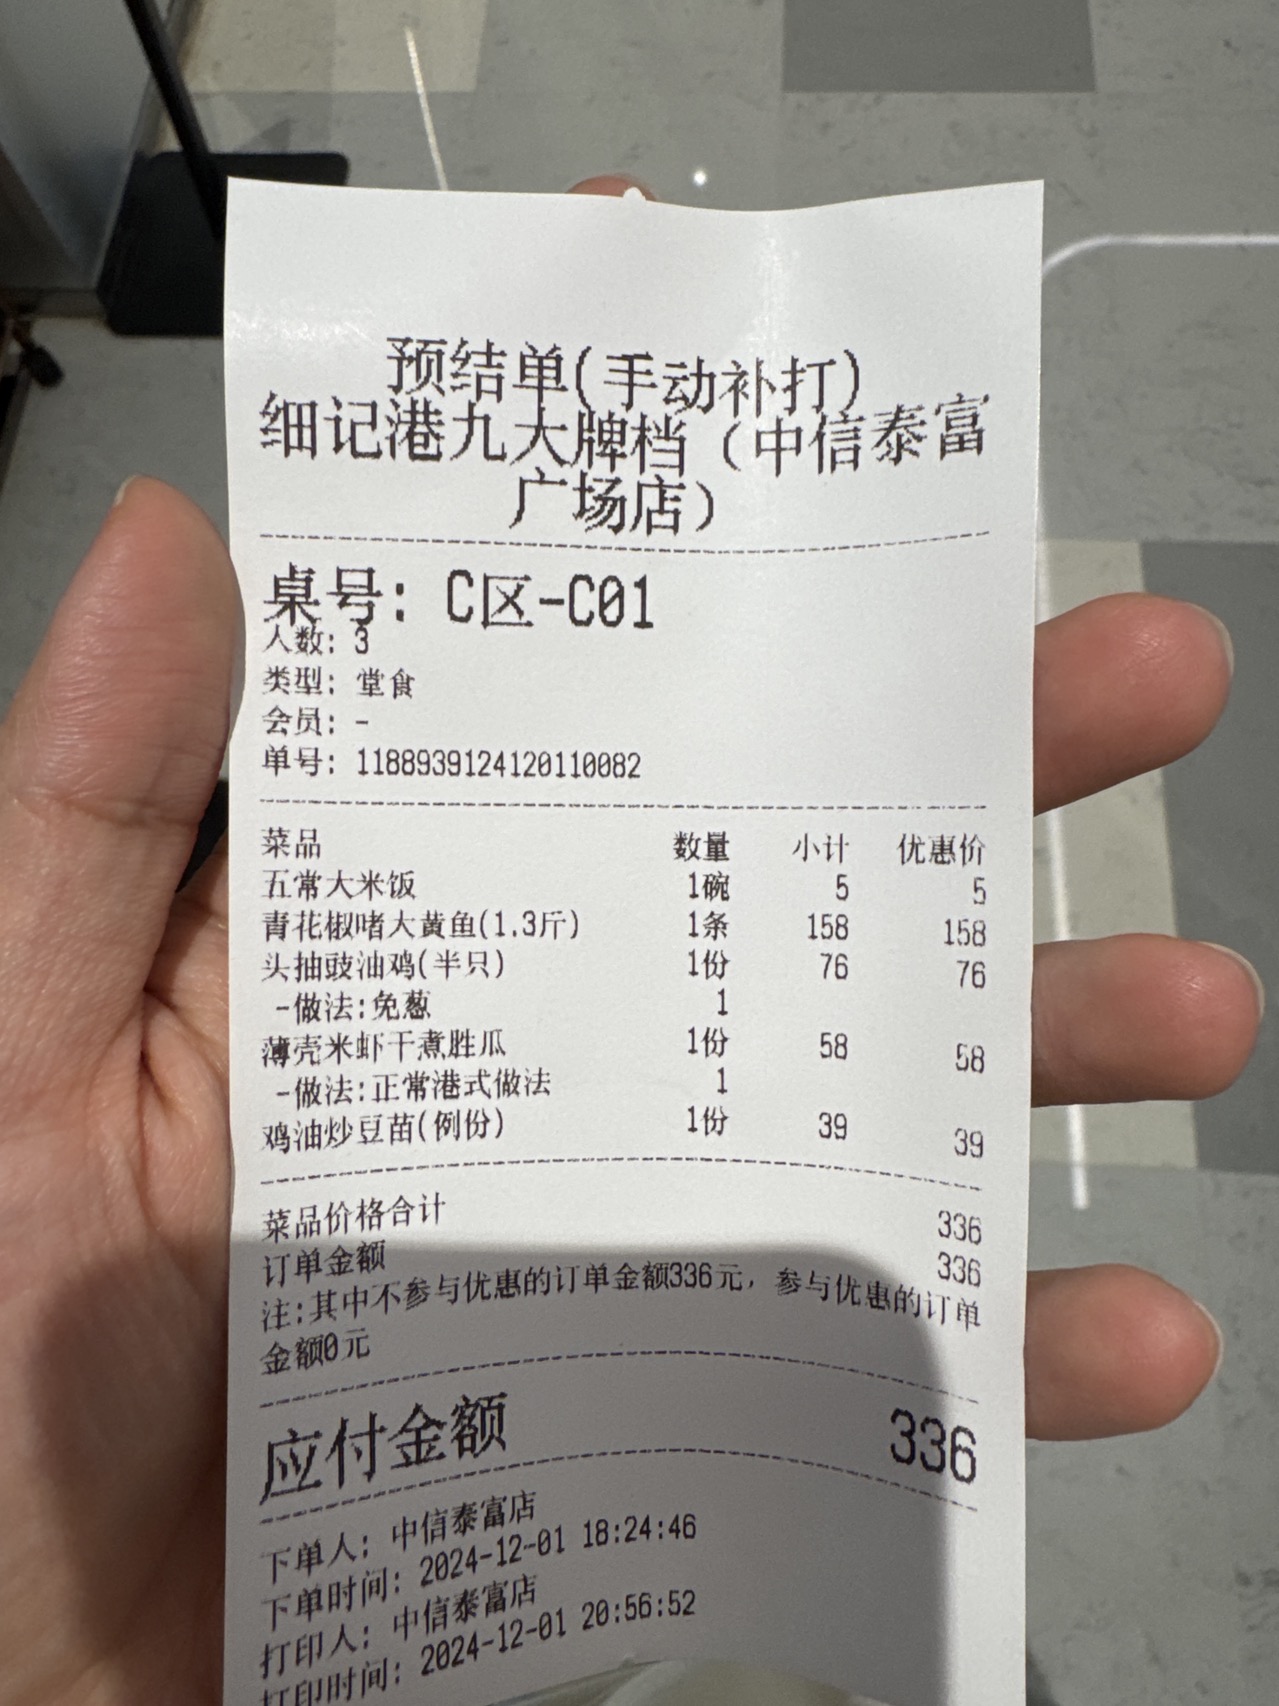 预结单(手动补打)
细记港九大牌档（中信泰富
广场店）
桌号: C区-C01
人数: 3
类型: 堂食
会员: -
单号: 1188939124120110082
菜品 数量 小计 优惠价
五常大米饭 1碗 5 5
青花椒啫大黄鱼(1.3斤) 1条 158 158
头抽豉油鸡(半只) 1份 76 76
-做法:免葱 1
薄壳米虾干煮胜瓜 1份 58 58
-做法:正常港式做法 1
鸡油炒豆苗(例份) 1份 39 39
菜品价格合计 336
订单金额 336
注:其中不参与优惠的订单金额336元，参与优惠的订单
金额0元
应付金额 336
下单人: 中信泰富店
下单时间: 2024-12-01 18:24:46
打印人: 中信泰富店
打印时间: 2024-12-01 20:56:52